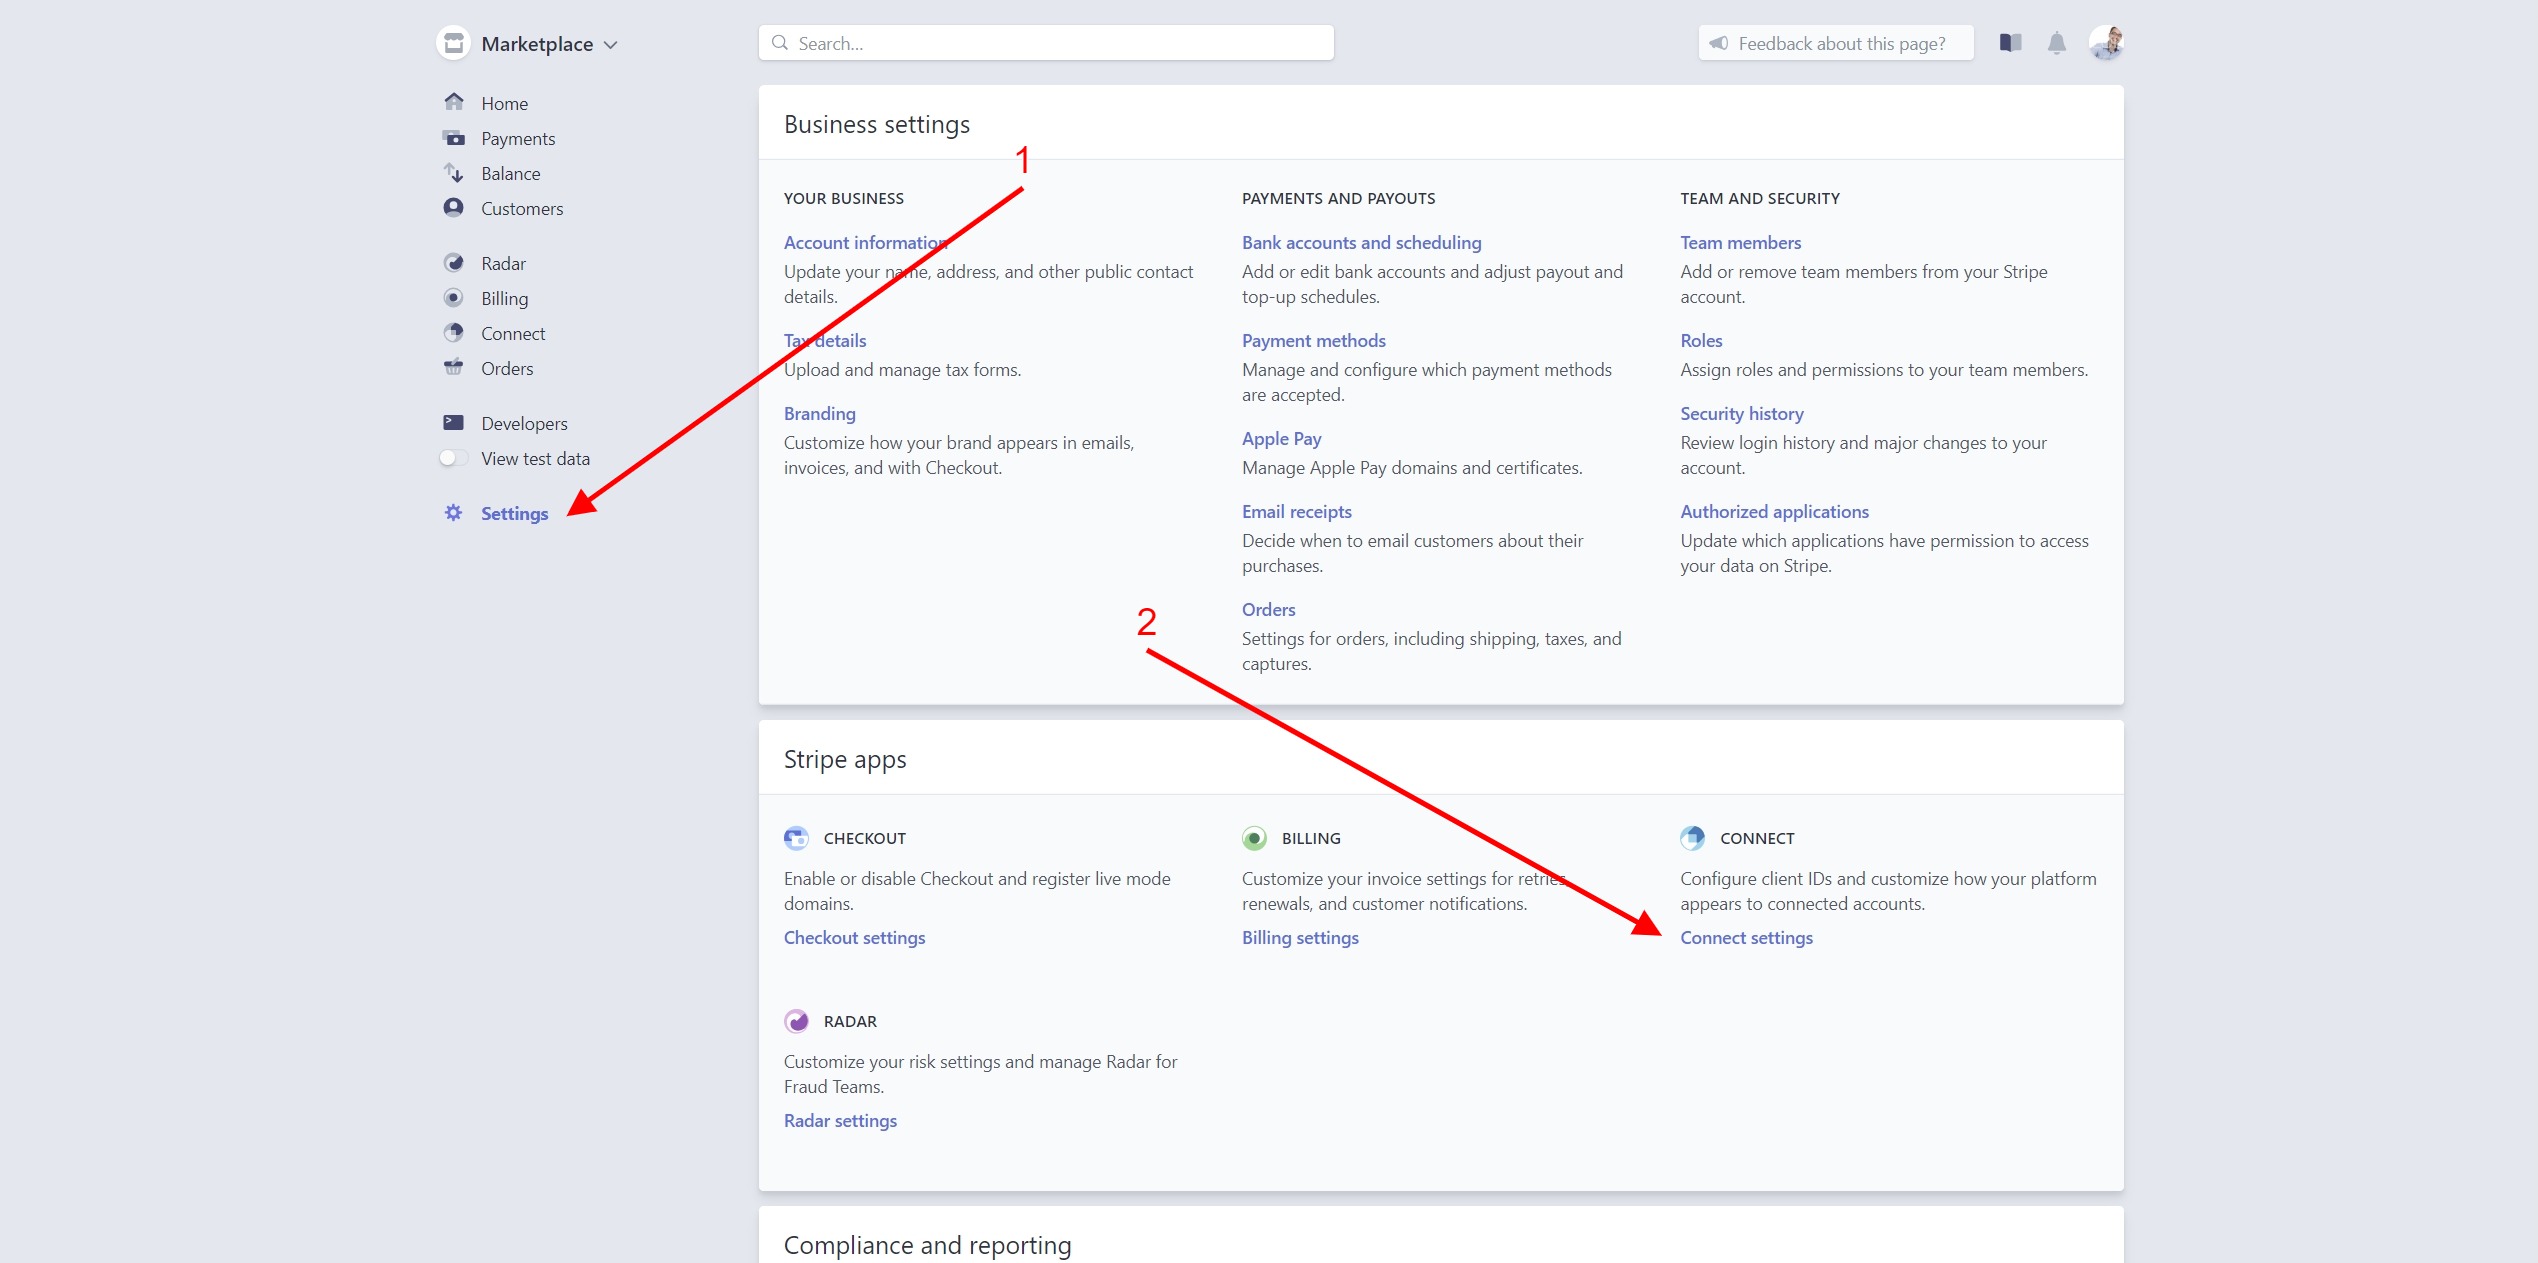 Marketplace
Search...
Feedback about this page?
Home
Payments
Balance
Customers
Radar
Billing
Connect
Orders
Developers
View test data
Settings
Business settings
1
YOUR BUSINESS
Account information
Update your name, address, and other public contact
details.
Tax details
Upload and manage tax forms.
Branding
Customize how your brand appears in emails,
invoices, and with Checkout.
PAYMENTS AND PAYOUTS
Bank accounts and scheduling
Add or edit bank accounts and adjust payout and
top-up schedules.
Payment methods
Manage and configure which payment methods
are accepted.
Apple Pay
Manage Apple Pay domains and certificates.
Email receipts
Decide when to email customers about their
purchases.
Orders
Settings for orders, including shipping, taxes, and
captures.
TEAM AND SECURITY
Team members
Add or remove team members from your Stripe
account.
Roles
Assign roles and permissions to your team members.
Security history
Review login history and major changes to your
account.
Authorized applications
Update which applications have permission to access
your data on Stripe.
2
Stripe apps
CHECKOUT
Enable or disable Checkout and register live mode
domains.
Checkout settings
BILLING
Customize your invoice settings for retries,
renewals, and customer notifications.
Billing settings
CONNECT
Configure client IDs and customize how your platform
appears to connected accounts.
Connect settings
RADAR
Customize your risk settings and manage Radar for
Fraud Teams.
Radar settings
Compliance and reporting